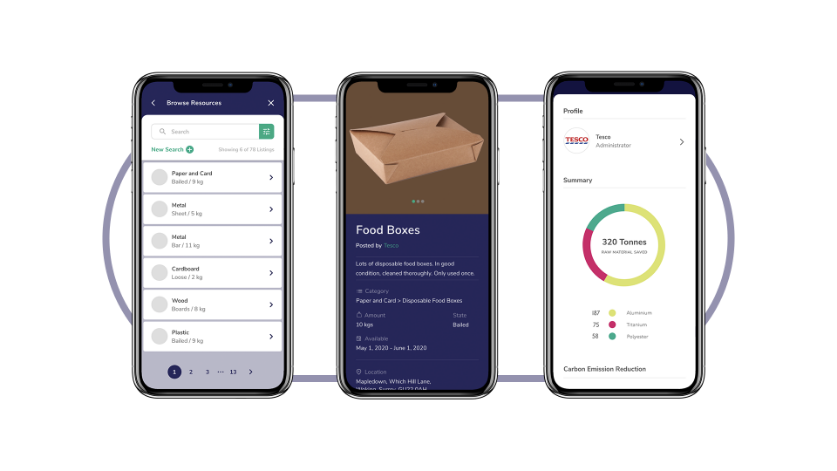 Browse Resources
Search
New Search
Showing 6 of 78 Listings
Paper and Card
Bailed / 9 kg
Metal
Sheet / 5 kg
Metal
Bar / 11 kg
Cardboard
Loose / 2 kg
Wood
Boards / 8 kg
Plastic
Bailed / 9 kg
1 2 3 ··· 13
Food Boxes
Posted by Tesco
Lots of disposable food boxes. In good
condition, cleaned thoroughly. Only used once.
Category
Paper and Card > Disposable Food Boxes
Amount State
10 kgs Bailed
Available
May 1, 2020 - June 1, 2020
Location
Mapledown, Which Hill Lane,
Profile
TESCO
Tesco
Administrator
Summary
320 Tonnes
RAW MATERIAL SAVED
187 Aluminium
75 Titanium
58 Polyester
Carbon Emission Reduction